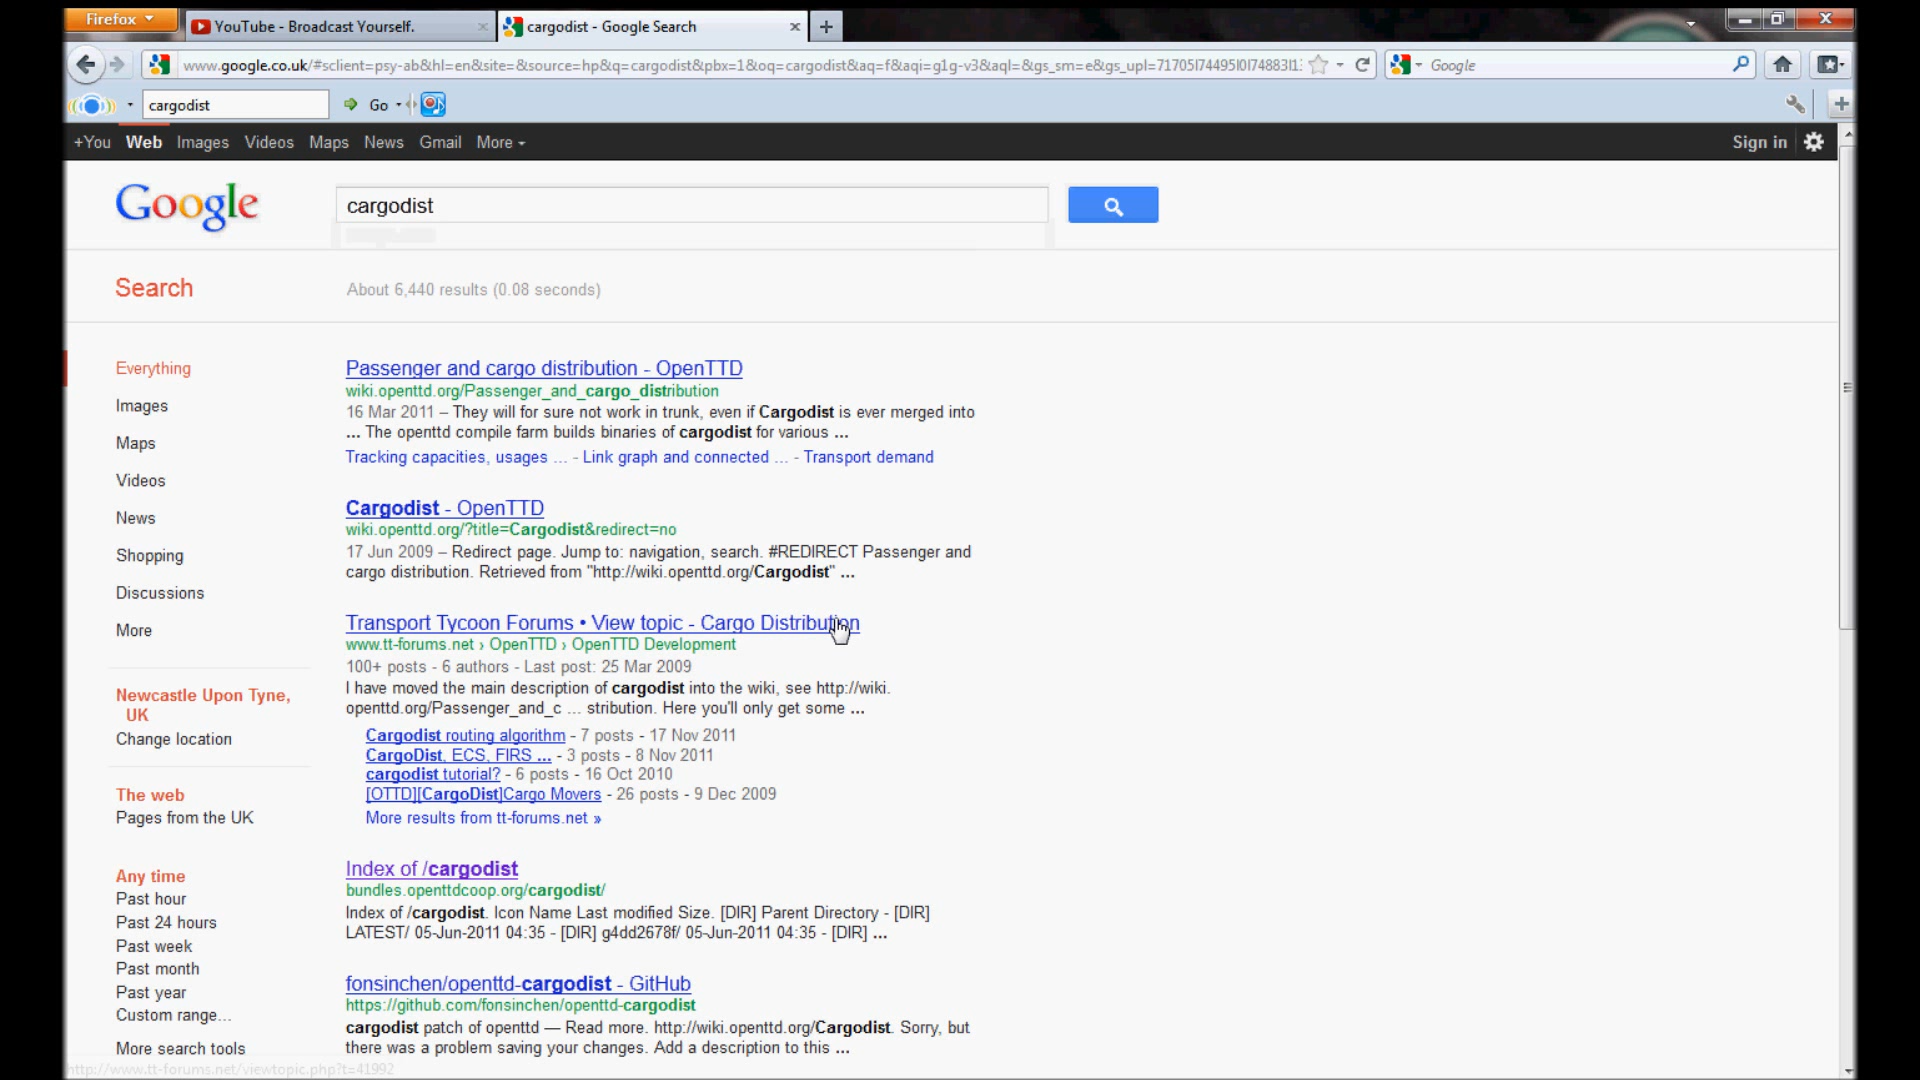 Firefox
YouTube - Broadcast Yourself.
cargodist - Google Search
www.google.co.uk/#sclient=psy-ab&hl=en&site=&source=hp&q=cargodist&pbx=1&oq=cargodist&aq=f&aqi=g1g-v3&aql=&gs_sm=e&gs_upl=71705l74495l0l74883l1
Google
cargodist
Go
+You Web Images Videos Maps News Gmail More
Sign in
Google
cargodist
Search
About 6,440 results (0.08 seconds)
Everything
Images
Maps
Videos
News
Shopping
Discussions
More
Newcastle Upon Tyne,
UK
Change location
The web
Pages from the UK
Any time
Past hour
Past 24 hours
Past week
Past month
Past year
Custom range...
More search tools
Passenger and cargo distribution - OpenTTD
wiki.openttd.org/Passenger_and_cargo_distribution
16 Mar 2011 – They will for sure not work in trunk, even if Cargodist is ever merged into
... The openttd compile farm builds binaries of cargodist for various ...
Tracking capacities, usages ... - Link graph and connected ... - Transport demand
Cargodist - OpenTTD
wiki.openttd.org/?title=Cargodist&redirect=no
17 Jun 2009 – Redirect page. Jump to: navigation, search. #REDIRECT Passenger and
cargo distribution. Retrieved from "http://wiki.openttd.org/Cargodist" ...
Transport Tycoon Forums • View topic - Cargo Distribution
www.tt-forums.net › OpenTTD › OpenTTD Development
100+ posts - 6 authors - Last post: 25 Mar 2009
I have moved the main description of cargodist into the wiki, see http://wiki.
openttd.org/Passenger_and_c ... stribution. Here you'll only get some ...
Cargodist routing algorithm - 7 posts - 17 Nov 2011
CargoDist, ECS, FIRS ... - 3 posts - 8 Nov 2011
cargodist tutorial? - 6 posts - 16 Oct 2010
[OTTD][CargoDist]Cargo Movers - 26 posts - 9 Dec 2009
More results from tt-forums.net »
Index of /cargodist
bundles.openttdcoop.org/cargodist/
Index of /cargodist. Icon Name Last modified Size. [DIR] Parent Directory - [DIR]
LATEST/ 05-Jun-2011 04:35 - [DIR] g4dd2678f/ 05-Jun-2011 04:35 - [DIR] ...
fonsinchen/openttd-cargodist - GitHub
https://github.com/fonsinchen/openttd-cargodist
cargodist patch of openttd — Read more. http://wiki.openttd.org/Cargodist. Sorry, but
there was a problem saving your changes. Add a description to this ...
http://www.tt-forums.net/viewtopic.php?t=41992